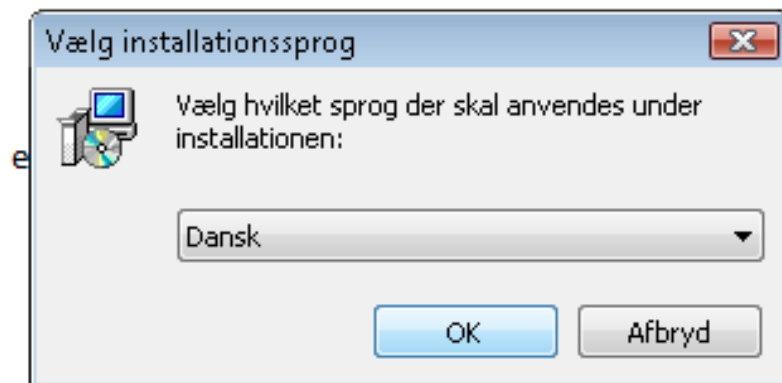 Vælg installationssprog
Vælg hvilket sprog der skal anvendes under
installationen:
e
Dansk
OK Afbryd